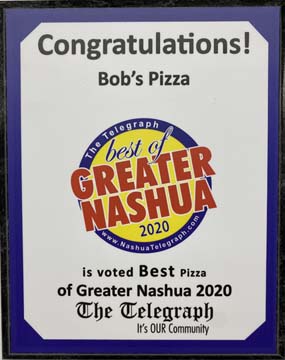 Congratulations!
Bob's Pizza
The Telegraph
best of
GREATER
NASHUA
2020
www.NashuaTelegraph.com
is voted Best Pizza
of Greater Nashua 2020
The Telegraph
It's OUR Community